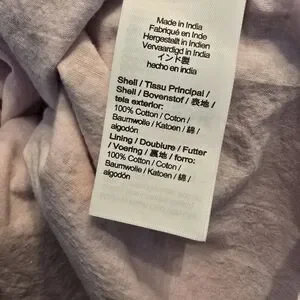 Made in India
Fabriqué en Inde
Hergestellt in Indien
Vervaardigd in India
インド製
hecho en india
Shell / Tissu Principal /
Shell / Bovenstof / 表地 /
tela exterior:
100% Cotton / Coton /
Baumwolle / Katoen / 綿 /
algodón
Lining / Doublure / Futter
/ Voering / 裏地 / forro:
100% Cotton / Coton /
Baumwolle / Katoen / 綿 /
algodón